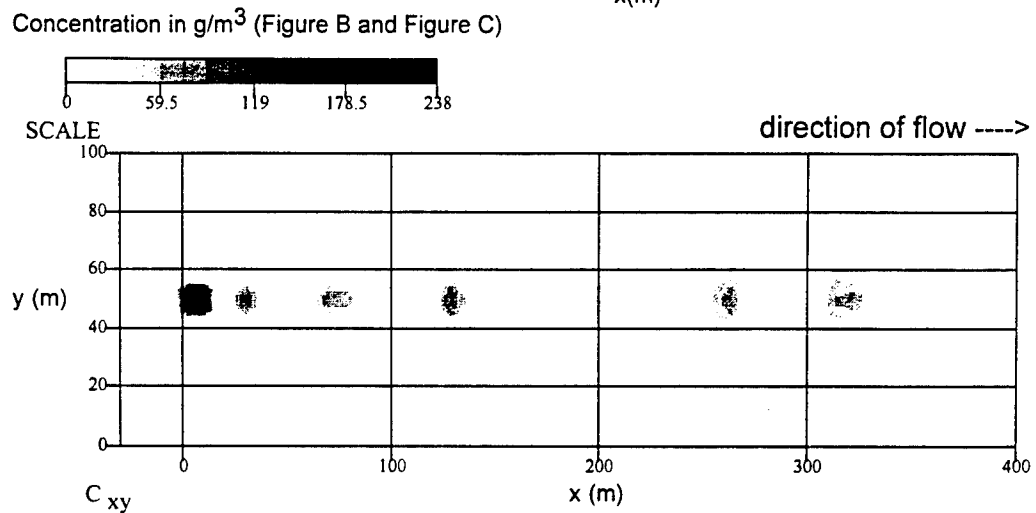 x(m)
Concentration in g/m³ (Figure B and Figure C)
0 59.5 119 178.5 238
SCALE
direction of flow ---->
100
80
60
y (m)
40
20
0
0 100 200 300 400
C xy
x (m)